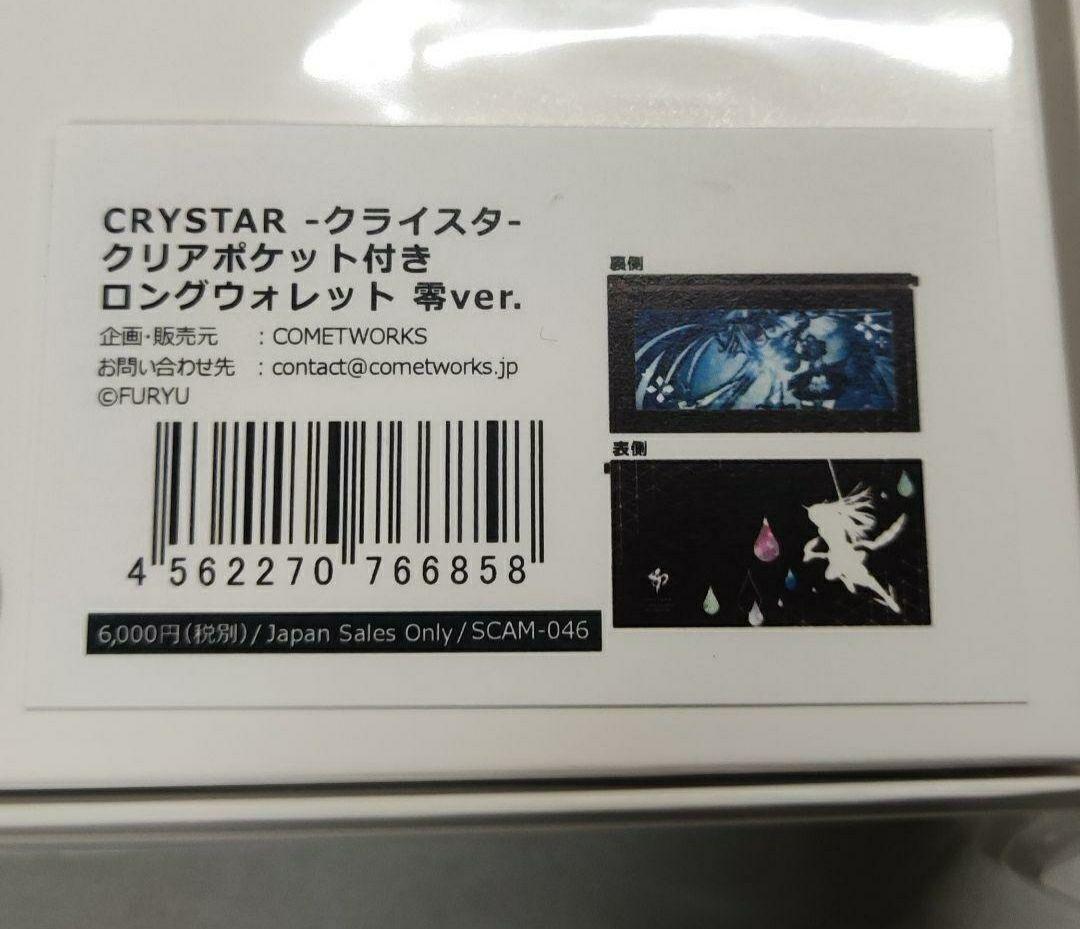 CRYSTAR -クライスタ-
クリアポケット付き
ロングウォレット 零ver.
企画・販売元 : COMETWORKS
お問い合わせ先 : contact@cometworks.jp
©FURYU
4 562270 766858
6,000円(税別)/Japan Sales Only/SCAM-046
裏側
表側